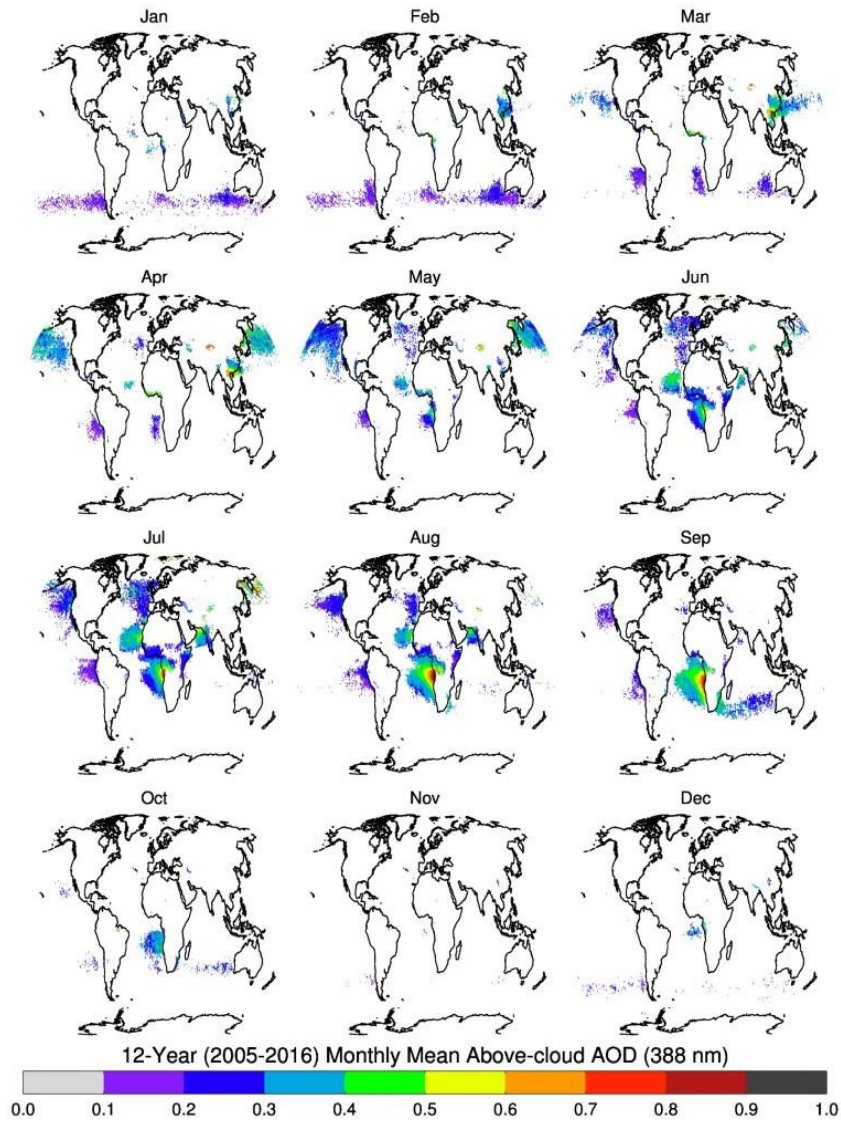 Jan Feb Mar
Apr May Jun
Jul Aug Sep
Oct Nov Dec
12-Year (2005-2016) Monthly Mean Above-cloud AOD (388 nm)
0.0 0.1 0.2 0.3 0.4 0.5 0.6 0.7 0.8 0.9 1.0